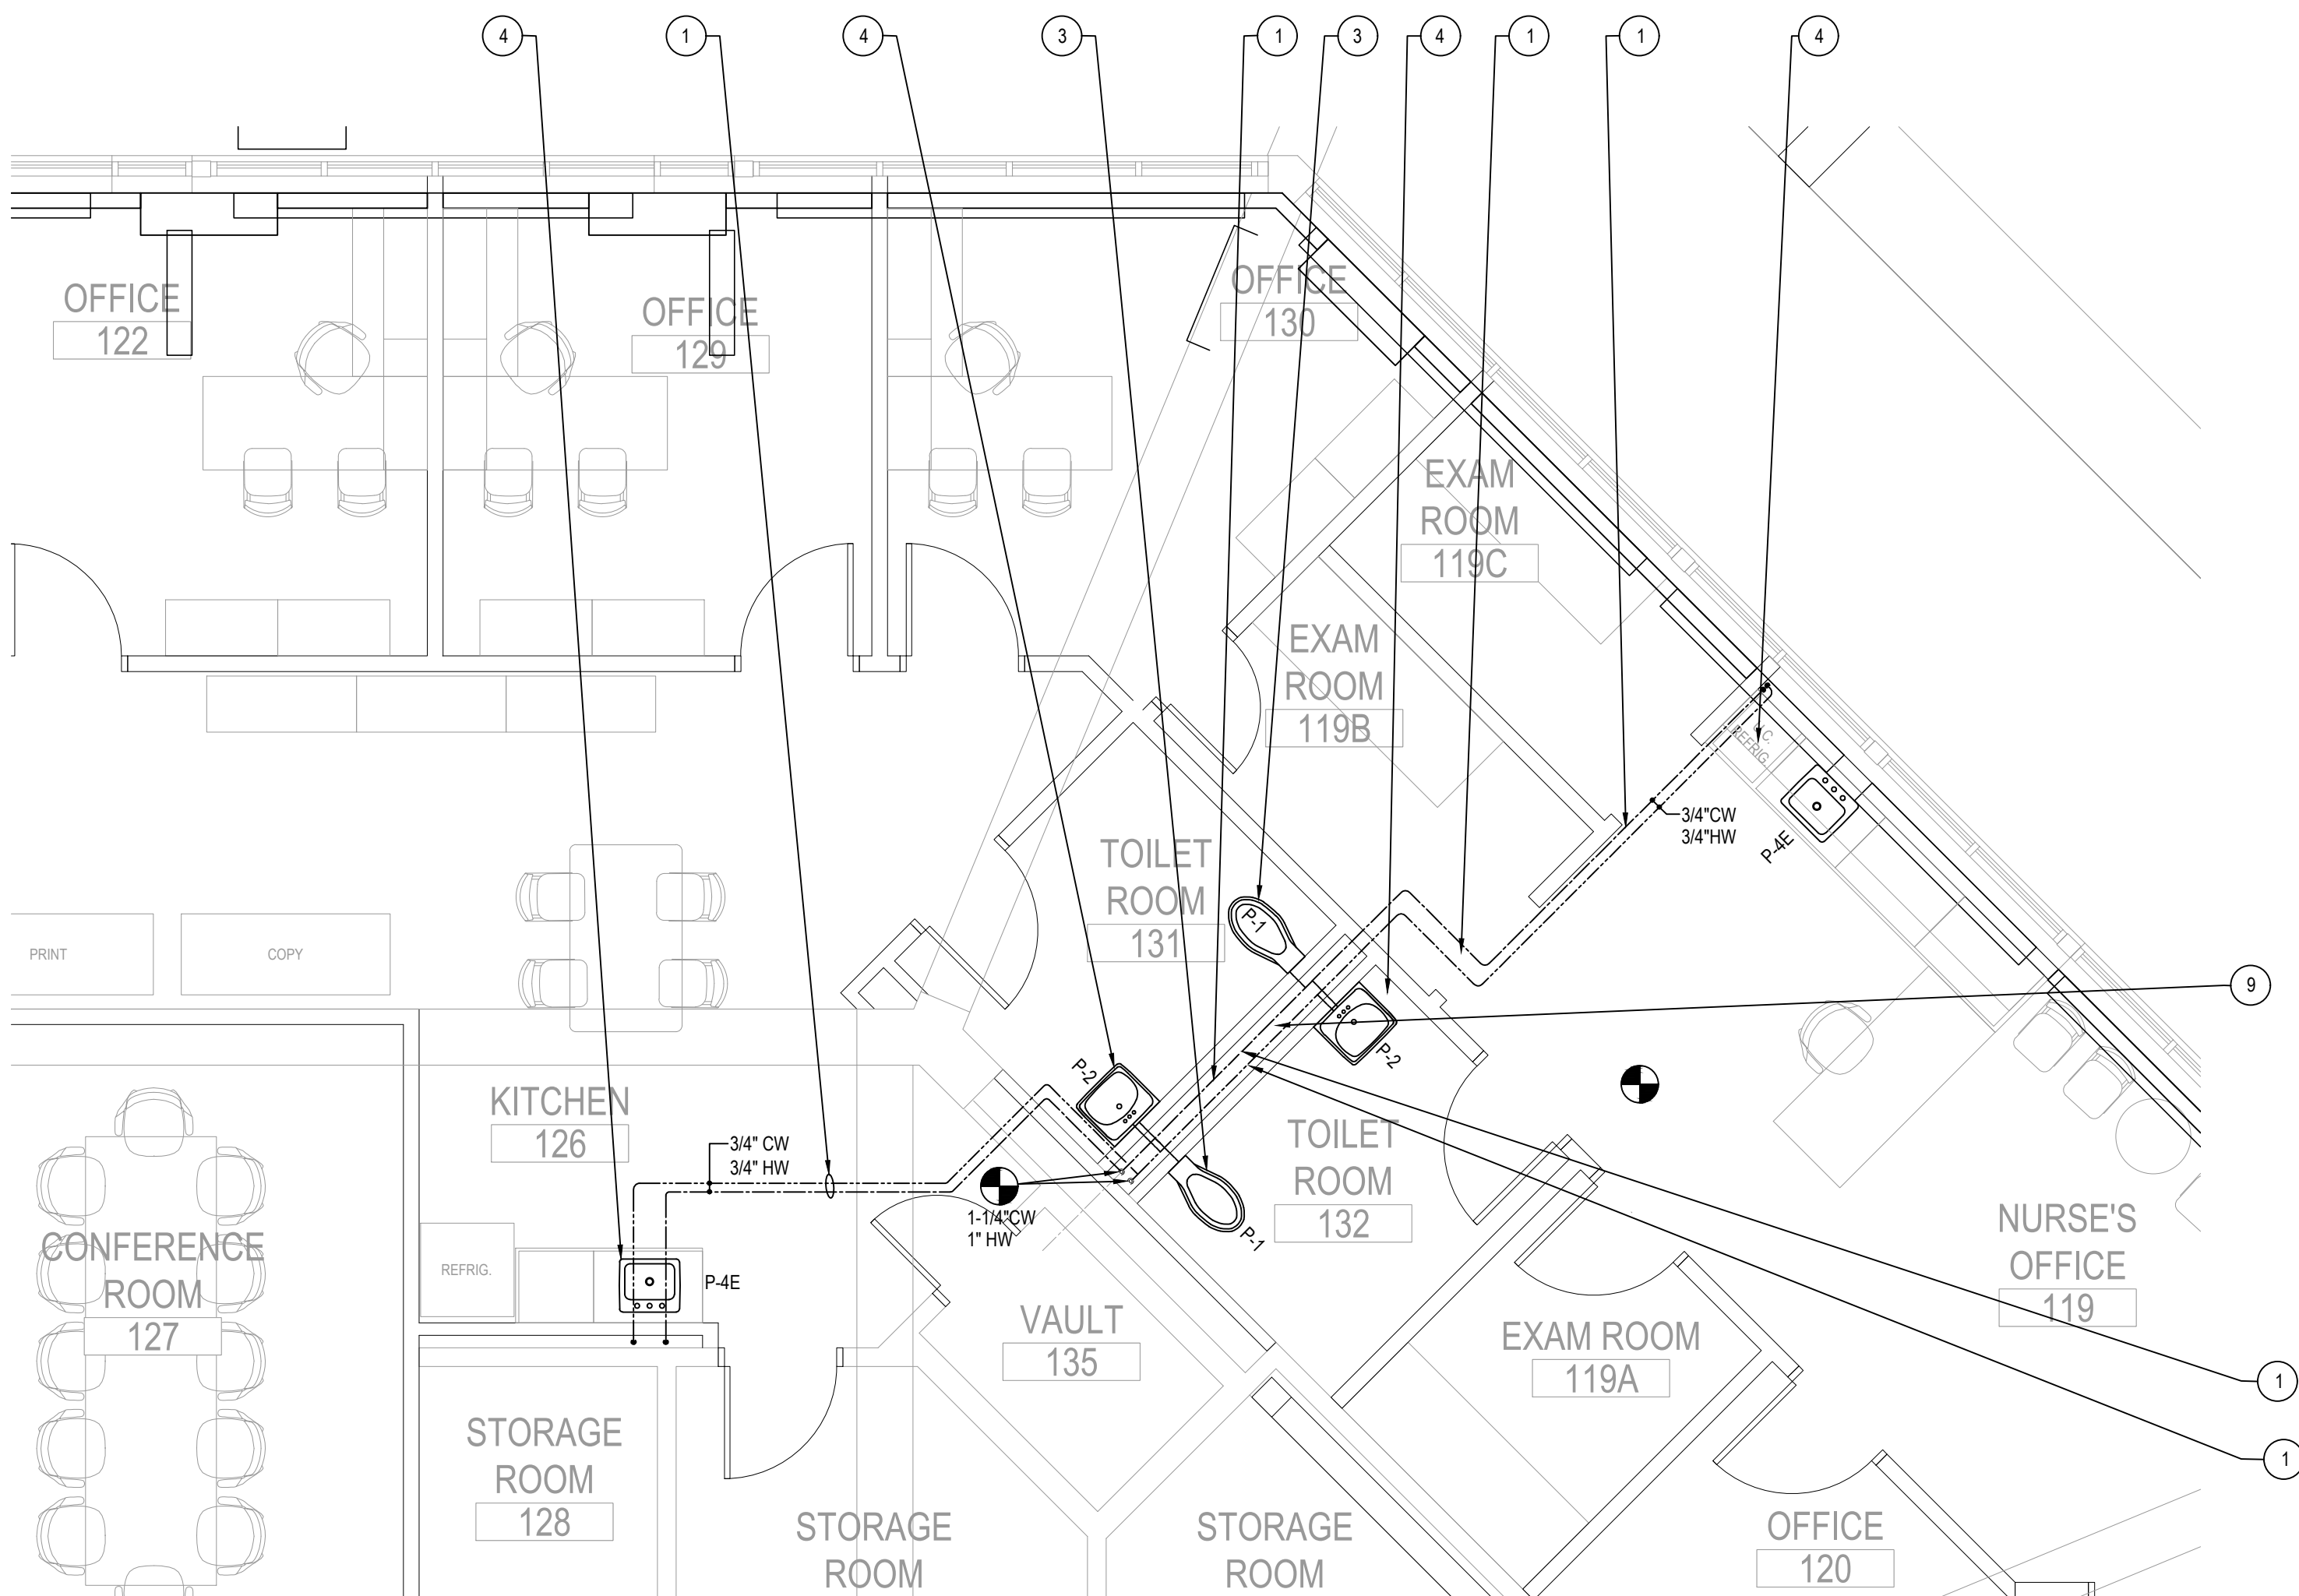 4
1
4
3
1
3
4
1
1
4
OFFICE
122
OFFICE
129
OFFICE
130
EXAM
ROOM
119C
EXAM
ROOM
119B
U.C.
REFRIG.
3/4"CW
3/4"HW
P-4E
TOILET
ROOM
131
P-1
PRINT
COPY
9
P-2
P-2
KITCHEN
126
3/4" CW
3/4" HW
TOILET
ROOM
132
1-1/4"CW
1" HW
P-1
NURSE'S
OFFICE
119
CONFERENCE
ROOM
127
REFRIG.
P-4E
VAULT
135
EXAM ROOM
119A
1
1
STORAGE
ROOM
128
STORAGE
ROOM
STORAGE
ROOM
OFFICE
120